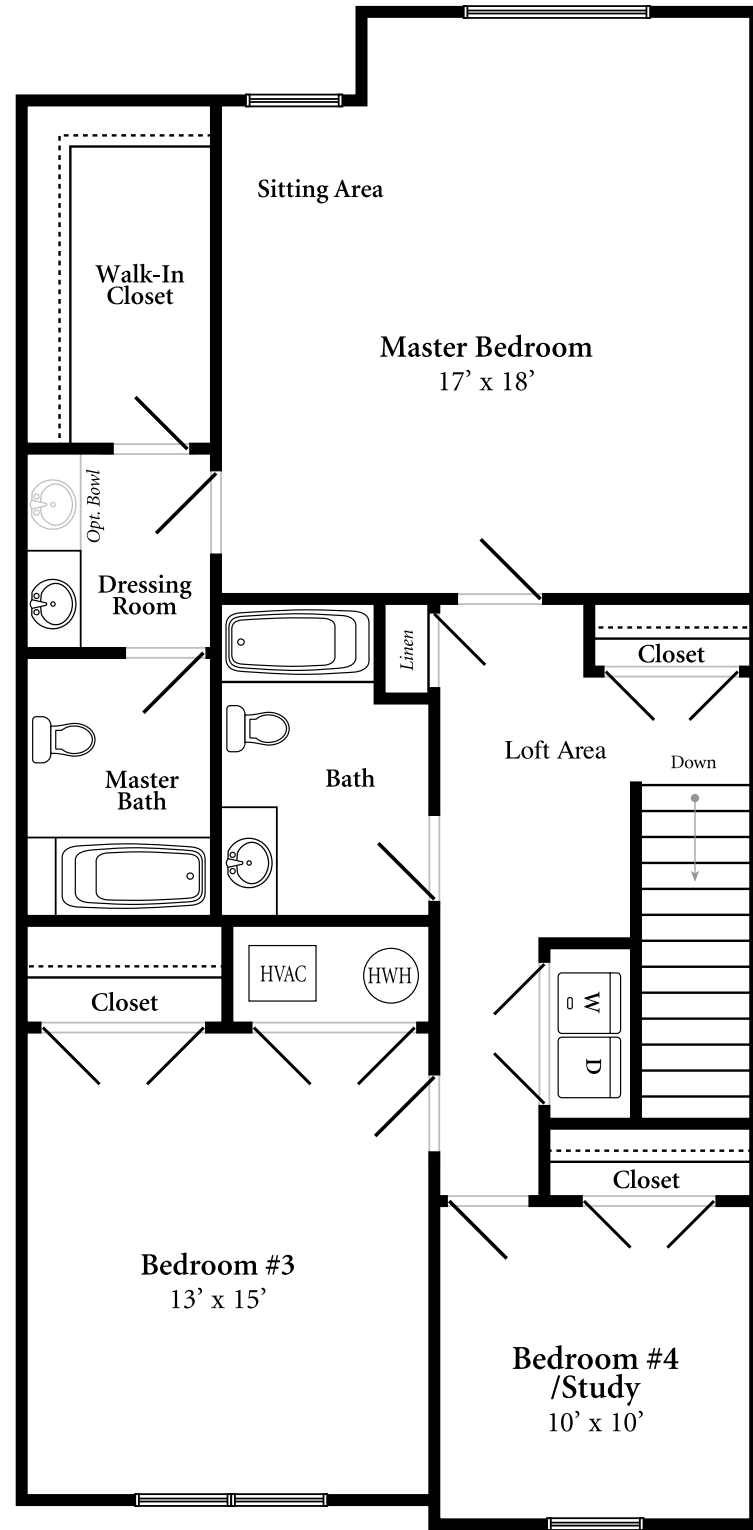 Sitting Area
Walk-In
Closet
Master Bedroom
17’ x 18’
Opt. Bowl
Dressing
Room
Linen
Closet
Loft Area
Down
Master
Bath
Bath
HVAC
HWH
Closet
W
D
Closet
Bedroom #3
13’ x 15’
Bedroom #4
/Study
10’ x 10’